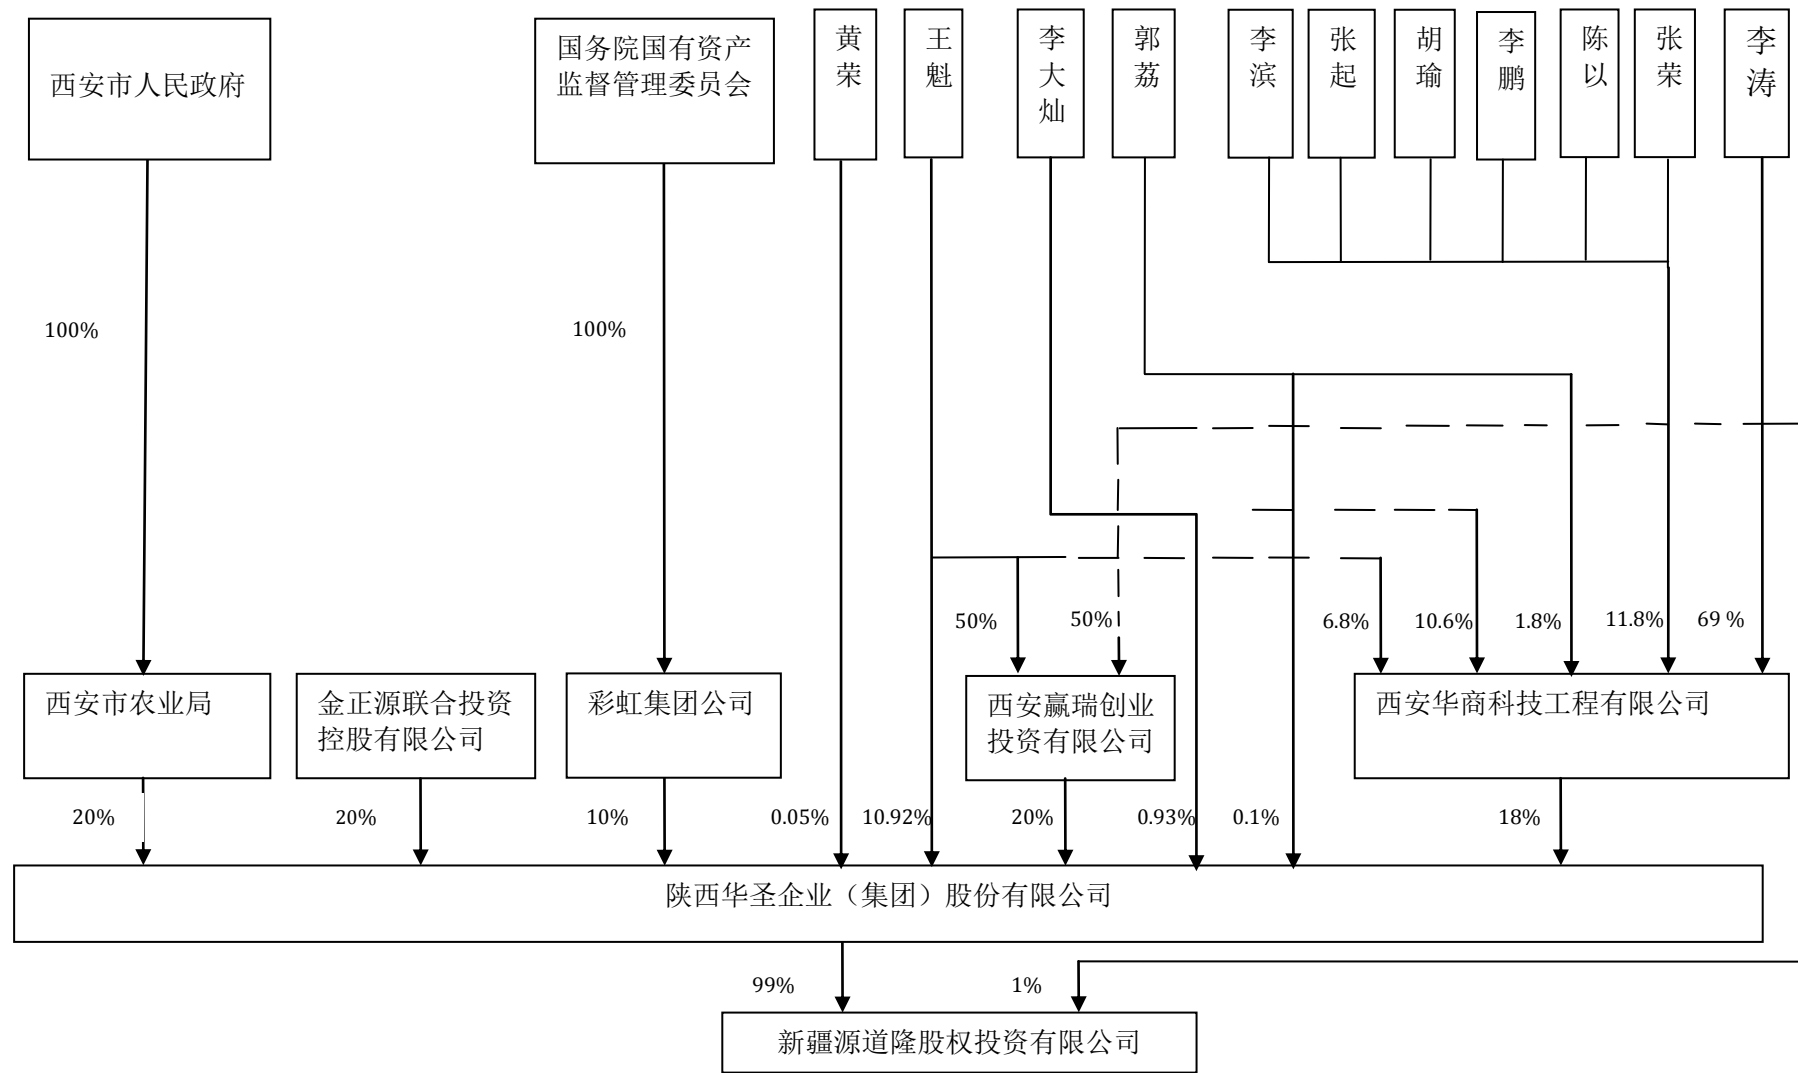 西安市人民政府
国务院国有资产
监督管理委员会
黄荣
王魁
李大灿
郭荔
李滨
张起
胡瑜
李鹏
陈以
张荣
李涛
100%
100%
50%
50%
6.8%
10.6%
1.8%
11.8%
69 %
西安市农业局
金正源联合投资
控股有限公司
彩虹集团公司
西安赢瑞创业
投资有限公司
西安华商科技工程有限公司
20%
20%
10%
0.05%
10.92%
20%
0.93%
0.1%
18%
陕西华圣企业（集团）股份有限公司
99%
1%
新疆源道隆股权投资有限公司